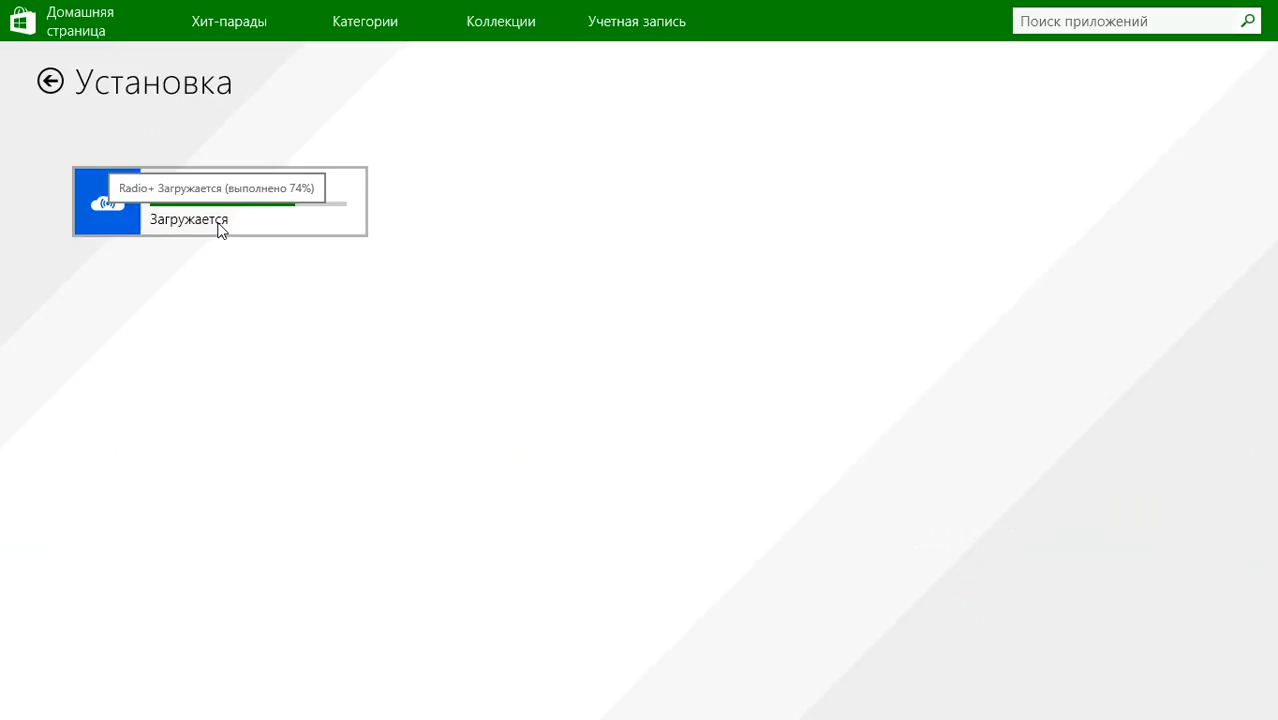 Домашняя
страница
Хит-парады
Категории
Коллекции
Учетная запись
Поиск приложений
Установка
Radio+ Загружается (выполнено 74%)
Загружается